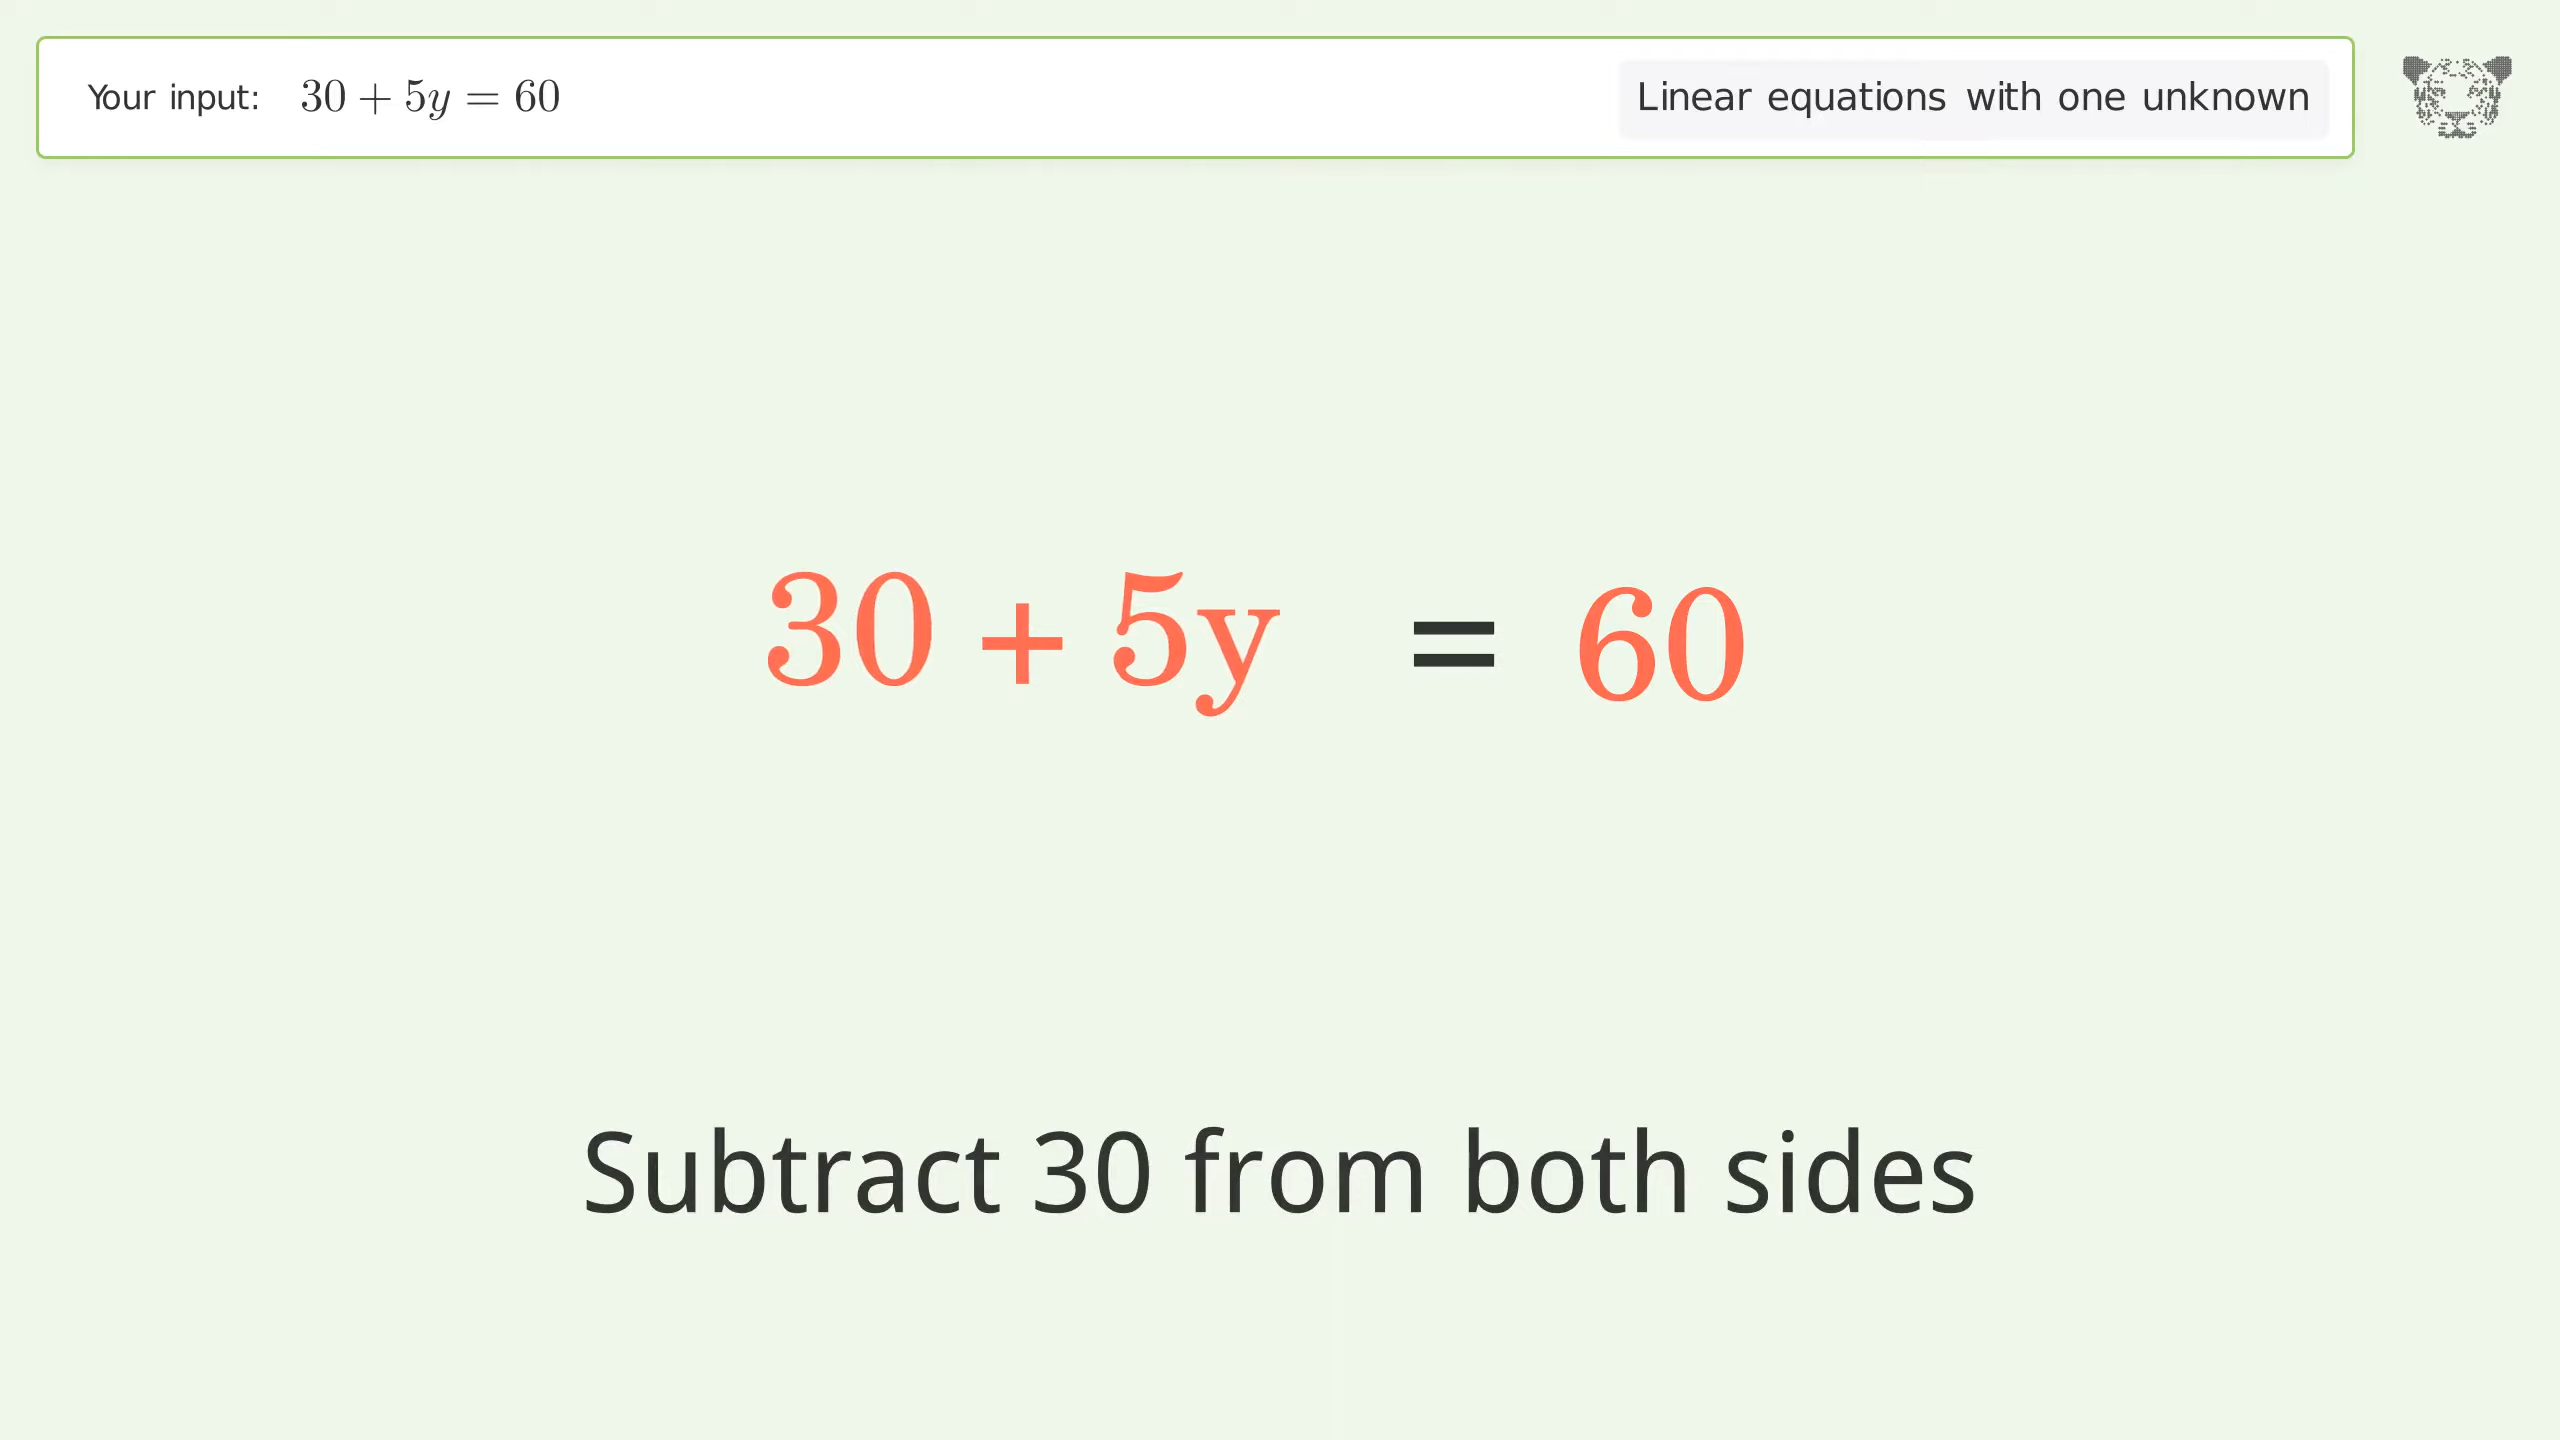 Your input: 30 + 5y = 60 Linear equations with one unknown
30 + 5y = 60
Subtract 30 from both sides